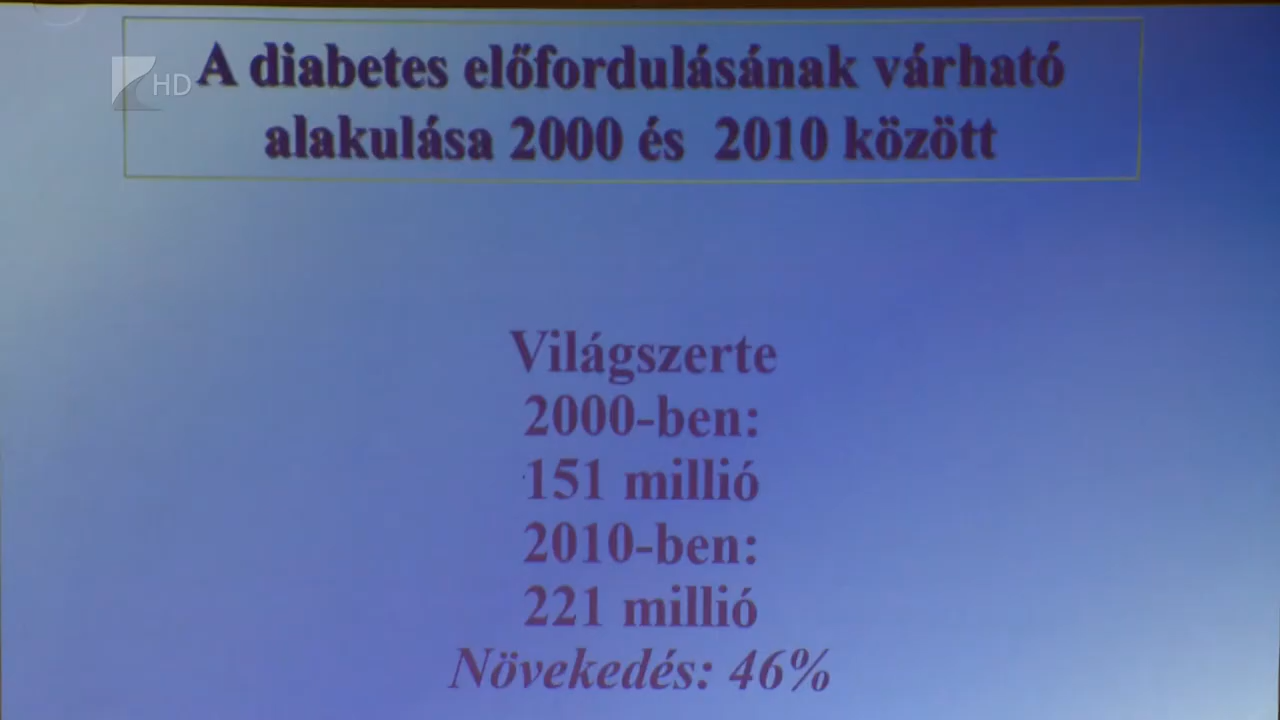 HD
A diabetes előfordulásának várható
alakulása 2000 és 2010 között
Világszerte
2000-ben:
151 millió
2010-ben:
221 millió
Növekedés: 46%